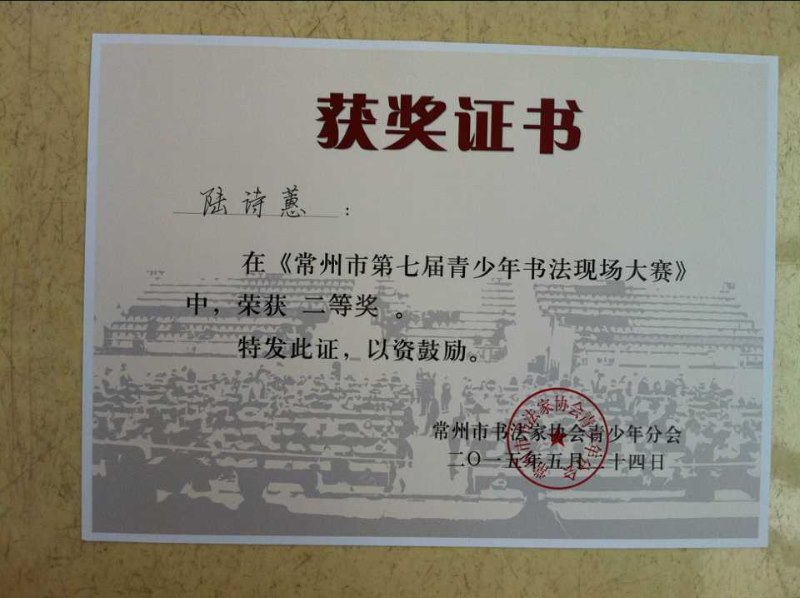 获奖证书
陆诗蕙：
在《常州市第七届青少年书法现场大赛》
中，荣获 二等奖 。
特发此证，以资鼓励。
常州市书法家协会青少年分会
二〇一五年五月二十四日